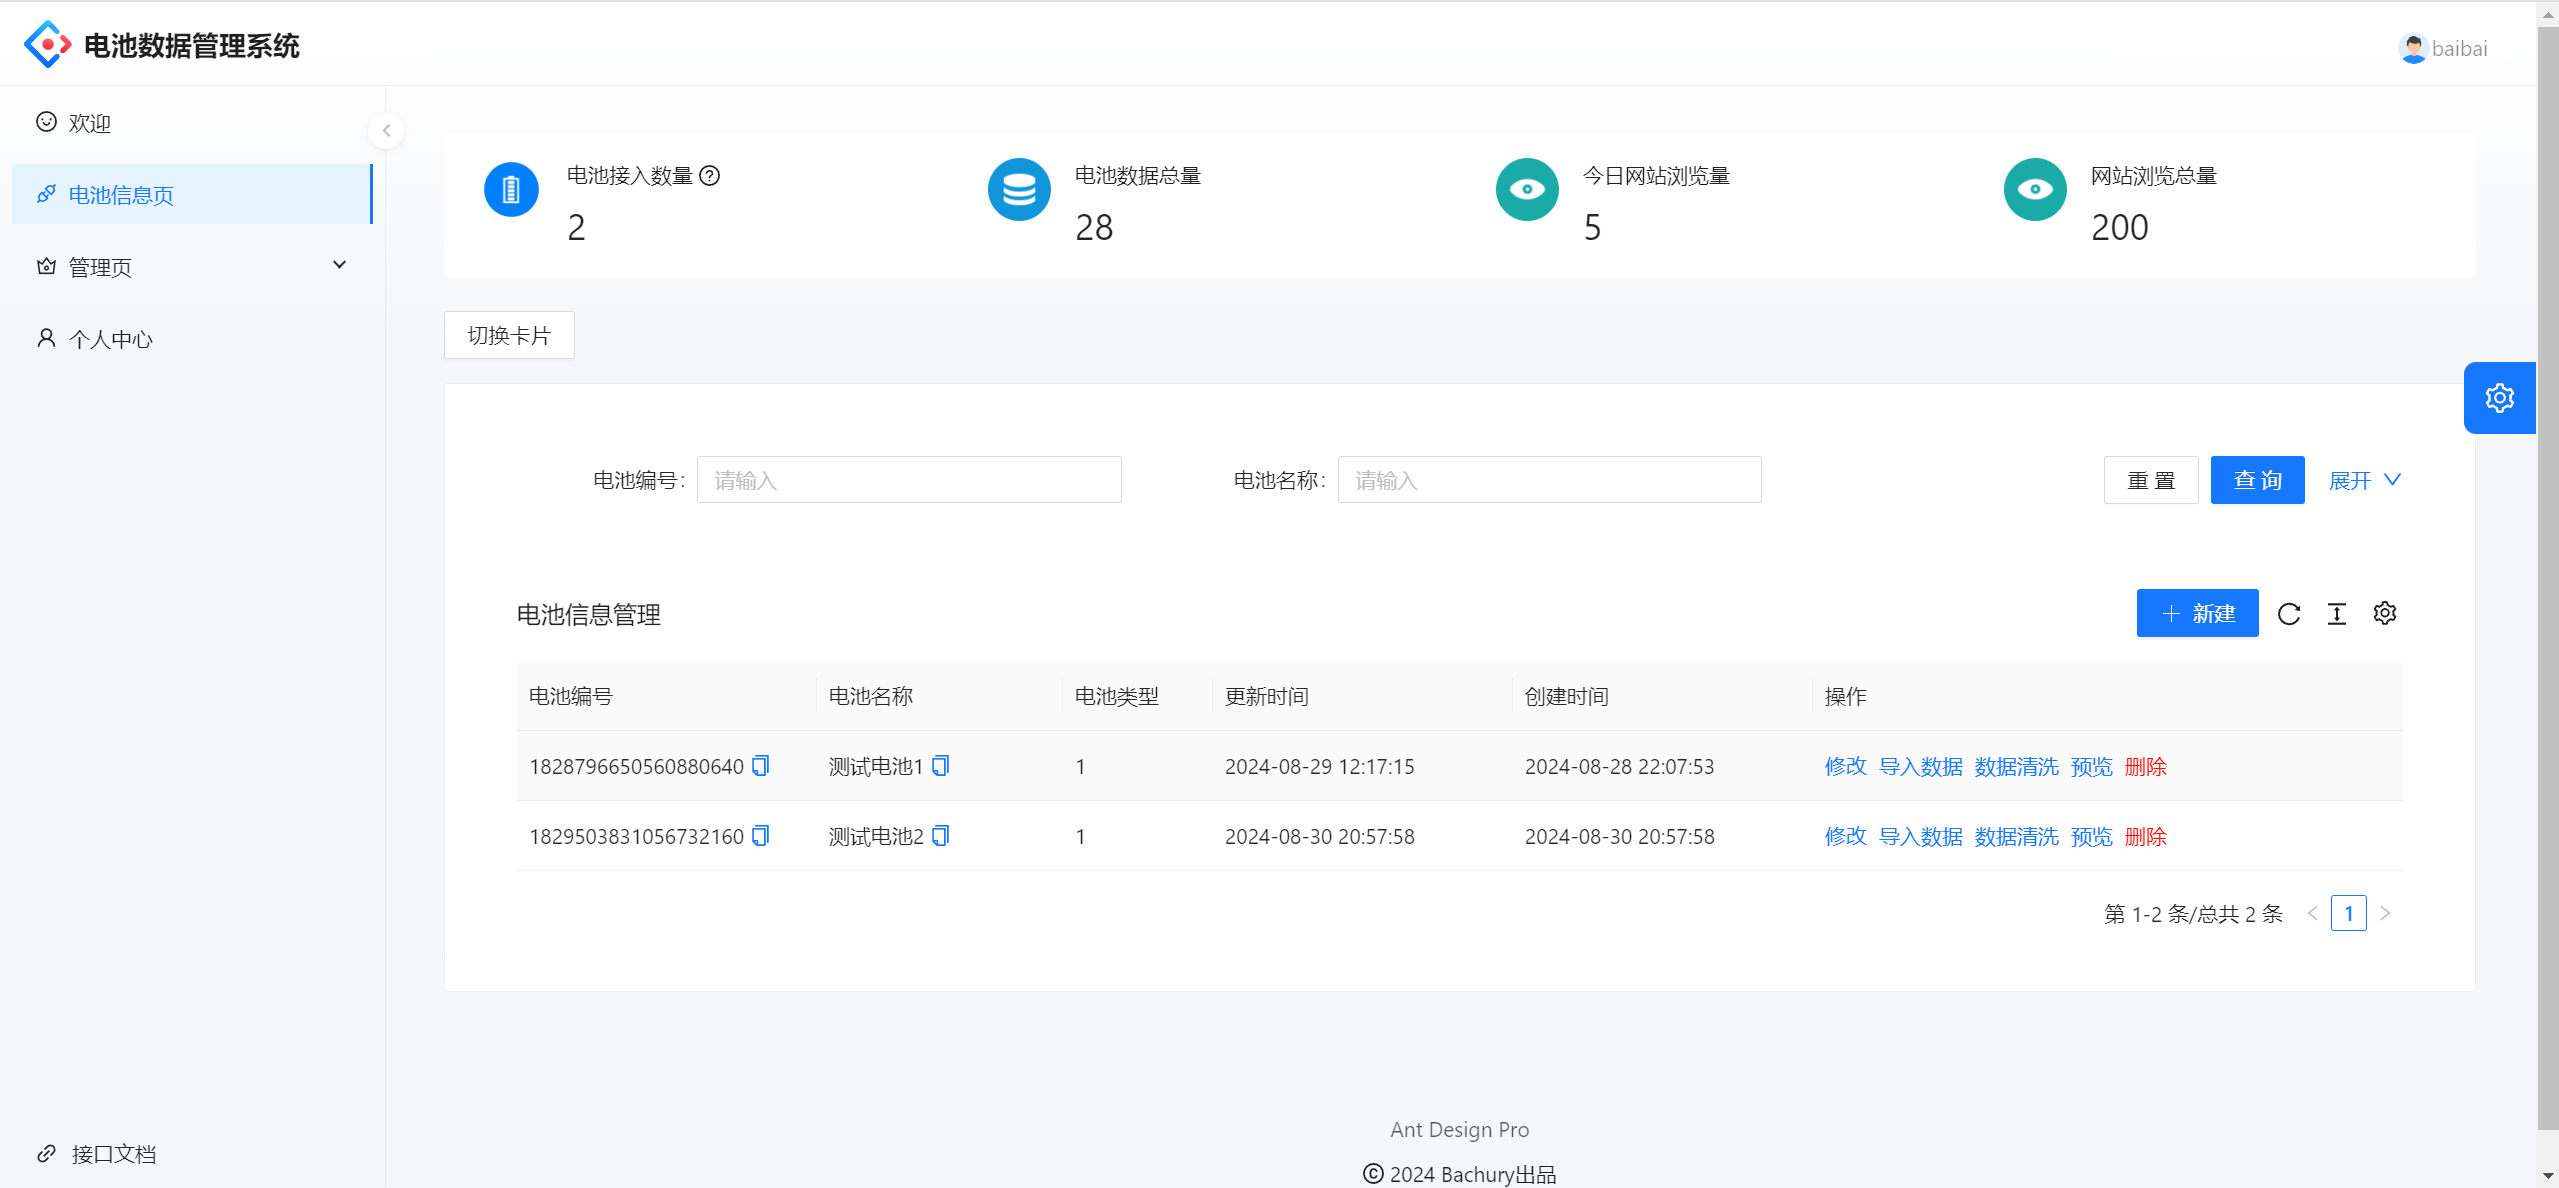 电池数据管理系统
baibai
欢迎
电池信息页
管理页
个人中心
接口文档
电池接入数量
2
电池数据总量
28
今日网站浏览量
5
网站浏览总量
200
切换卡片
电池编号: 请输入 电池名称: 请输入 重 置 查 询 展开
电池信息管理 新建
电池编号 电池名称 电池类型 更新时间 创建时间 操作
1828796650560880640 测试电池1 1 2024-08-29 12:17:15 2024-08-28 22:07:53 修改 导入数据 数据清洗 预览 删除
1829503831056732160 测试电池2 1 2024-08-30 20:57:58 2024-08-30 20:57:58 修改 导入数据 数据清洗 预览 删除
第 1-2 条/总共 2 条 < 1 >
Ant Design Pro
© 2024 Bachury出品